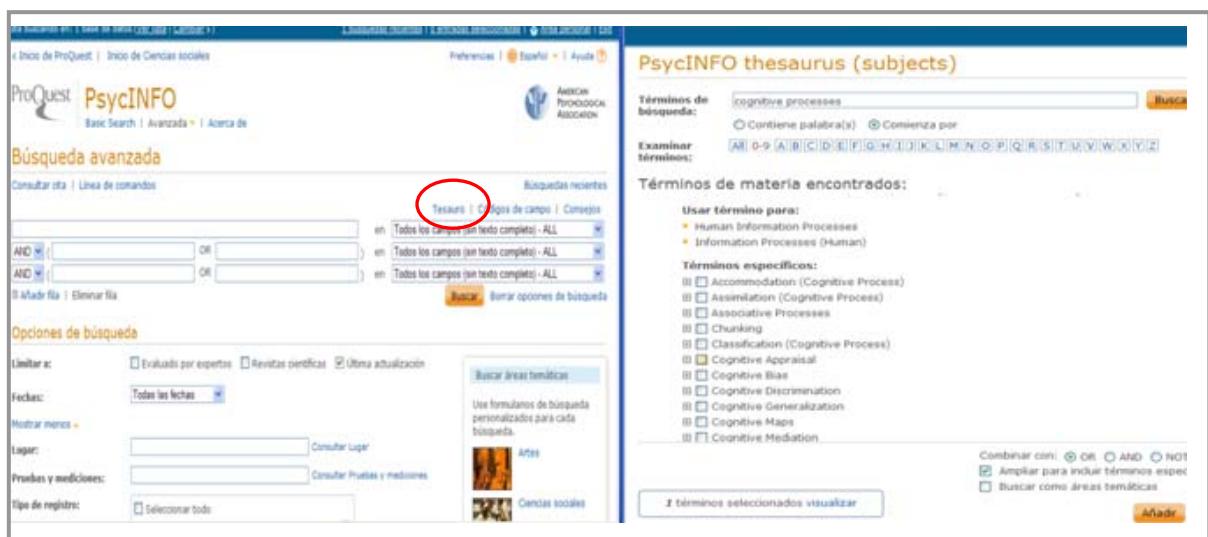 < Inicio de ProQuest | Inicio de Ciencias sociales
Preferencias | Español | Ayuda
ProQuest PsycINFO
Basic Search | Avanzada | Acerca de
AMERICAN
PSYCHOLOGICAL
ASSOCIATION
Búsqueda avanzada
Consultar cita | Línea de comandos
Búsquedas recientes
Tesauro | Códigos de campo | Consejos
en Todos los campos (sin texto completo) - ALL
AND ( OR ) en Todos los campos (sin texto completo) - ALL
AND ( OR ) en Todos los campos (sin texto completo) - ALL
Añadir fila | Eliminar fila
Buscar Borrar opciones de búsqueda
Opciones de búsqueda
Limitar a: Evaluado por expertos Revistas científicas Última actualización
Fechas: Todas las fechas
Mostrar menos
Lugar: Consultar Lugar
Pruebas y mediciones: Consultar Pruebas y mediciones
Tipo de registro: Seleccionar todo
Buscar áreas temáticas
Use formularios de búsqueda
personalizados para cada
búsqueda.
Artes
Ciencias sociales
PsycINFO thesaurus (subjects)
Términos de
búsqueda:
cognitive processes Busca
Contiene palabra(s) Comienza por
Examinar
términos:
All 0-9 A B C D E F G H I J K L M N O P Q R S T U V W X Y Z
Términos de materia encontrados:
Usar término para:
Human Information Processes
Information Processes (Human)
Términos específicos:
Accommodation (Cognitive Process)
Assimilation (Cognitive Process)
Associative Processes
Chunking
Classification (Cognitive Process)
Cognitive Appraisal
Cognitive Bias
Cognitive Discrimination
Cognitive Generalization
Cognitive Maps
Cognitive Mediation
Combinar con: OR AND NOT
Ampliar para incluir términos espec
Buscar como áreas temáticas
1 términos seleccionados visualizar
Añadir